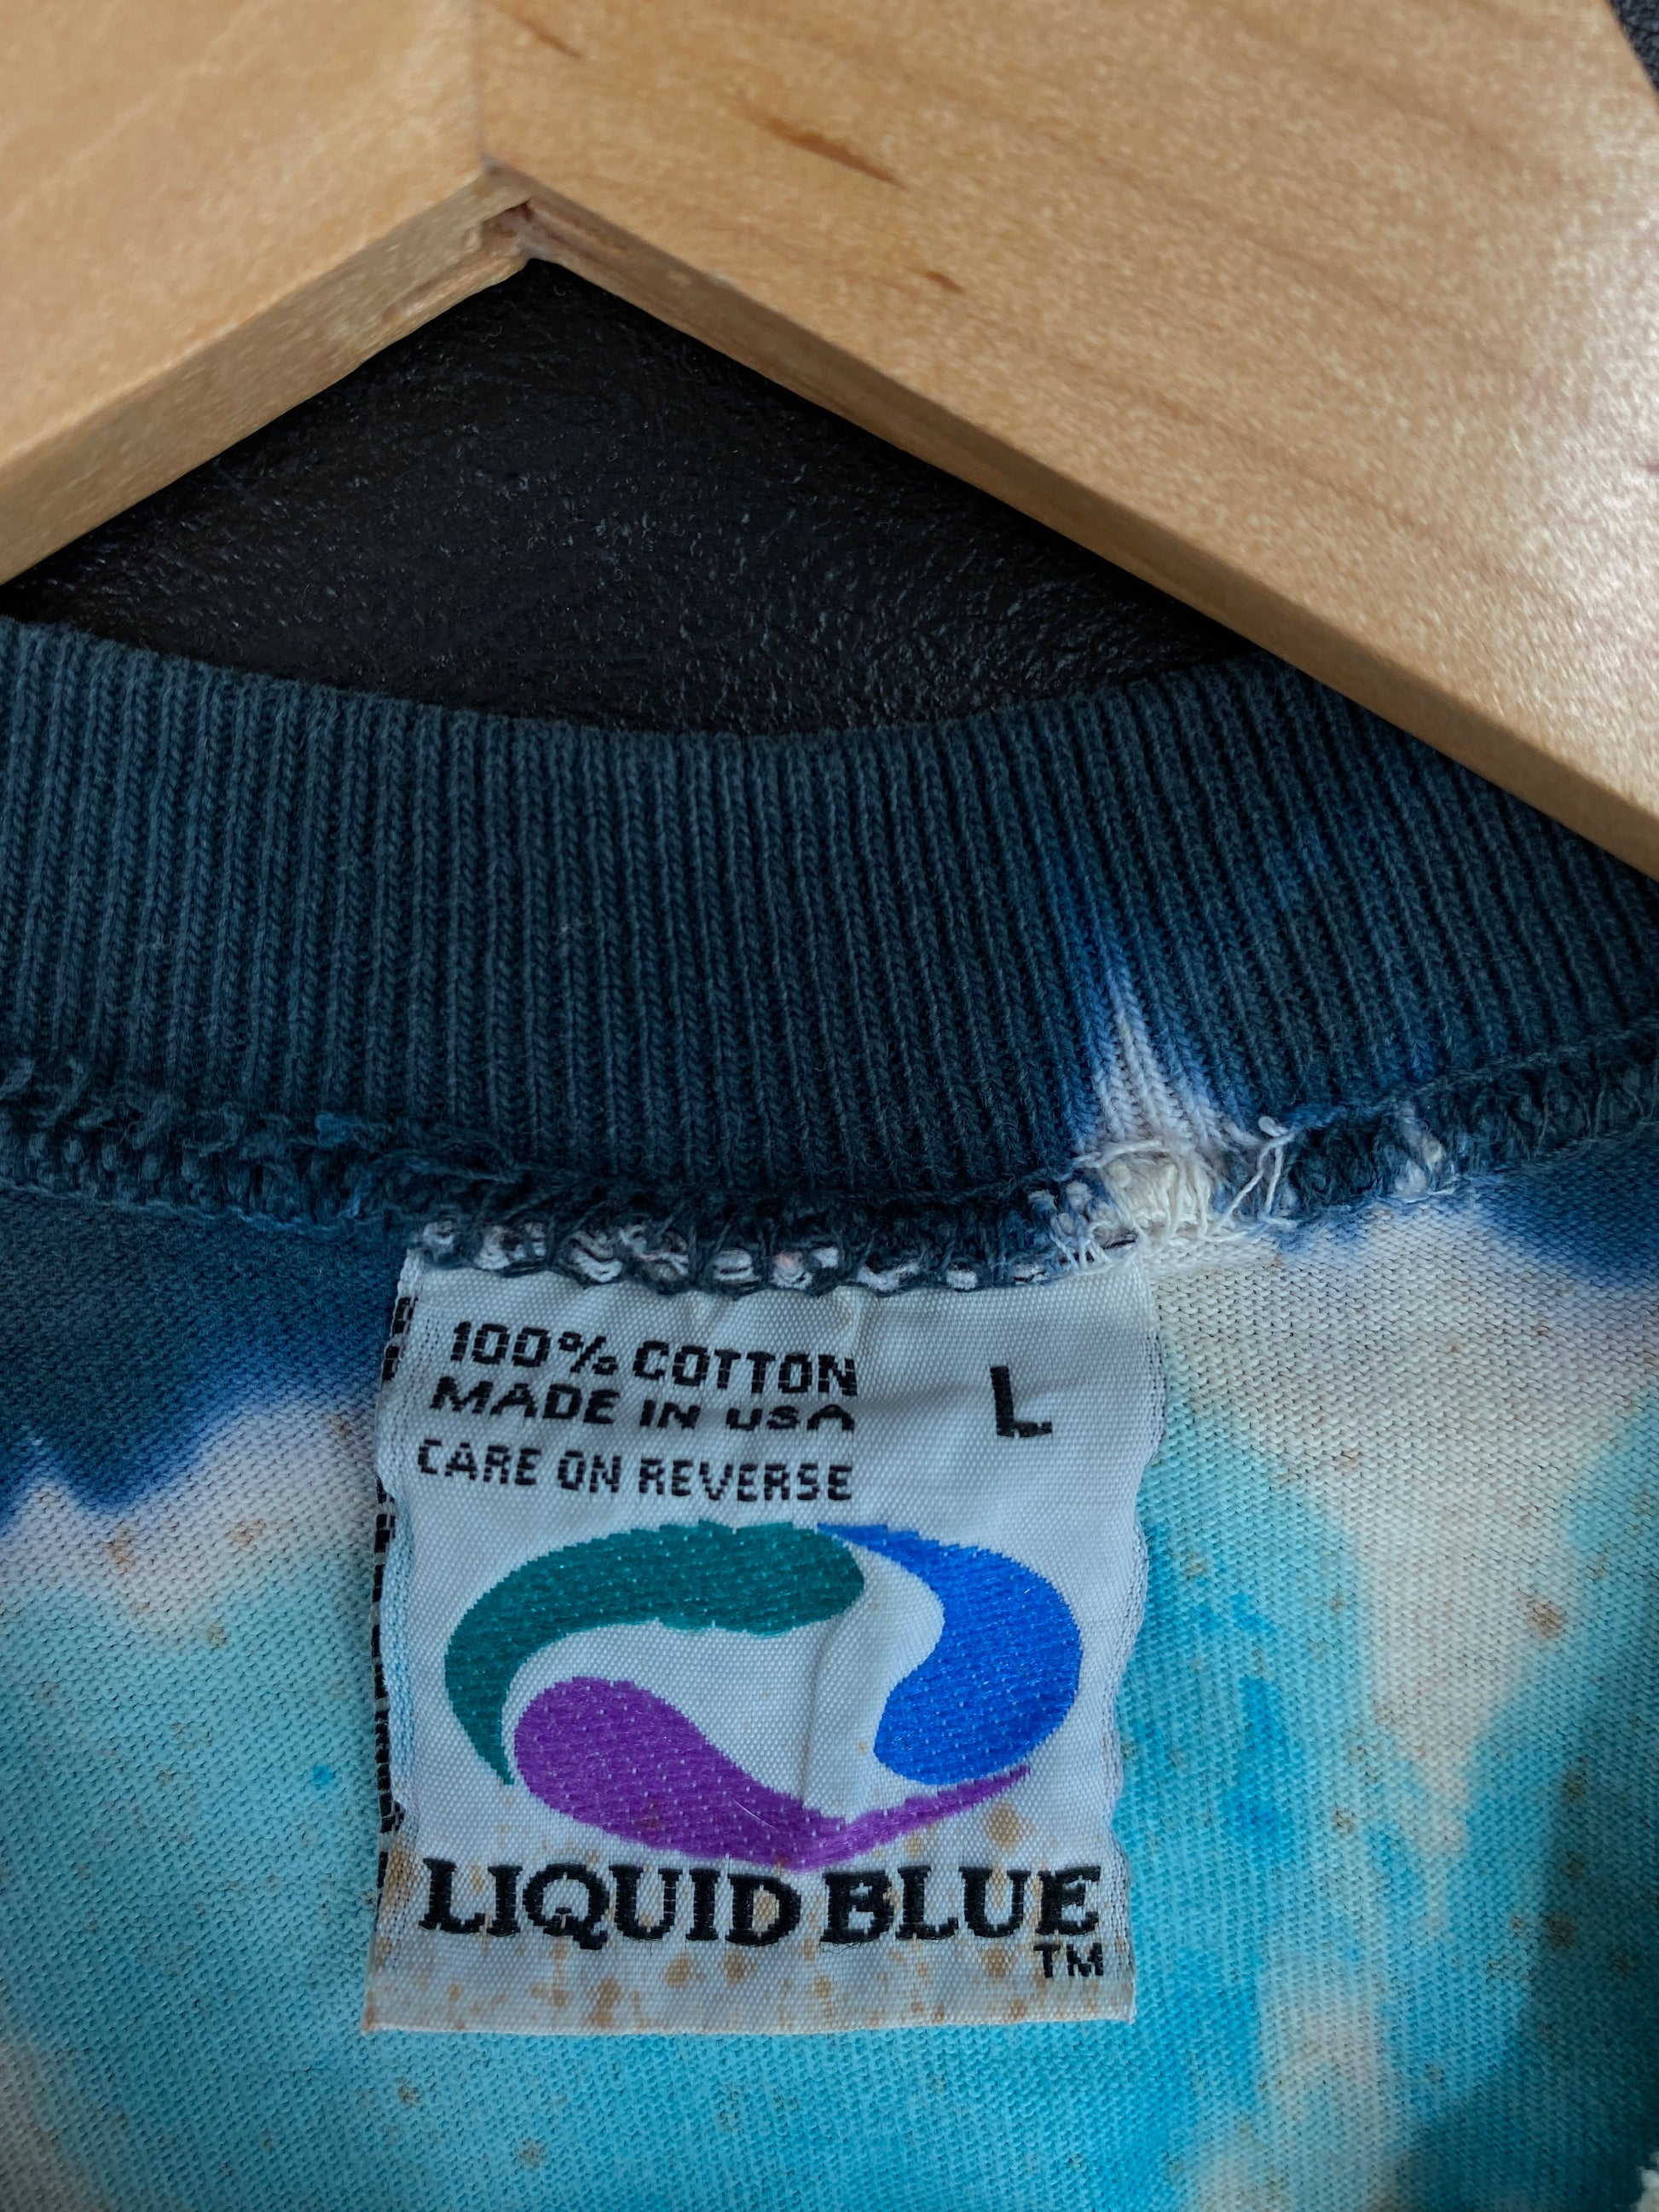 100% COTTON
MADE IN USA
CARE ON REVERSE
L
LIQUID BLUE
TM